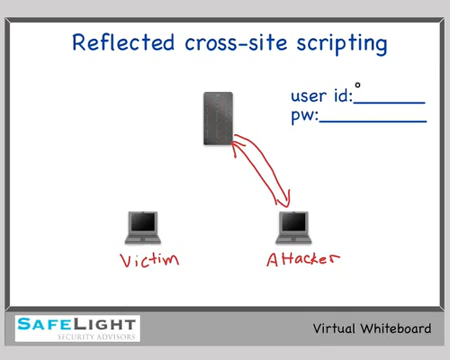 Reflected cross-site scripting
user id:
pw:
Victim
Attacker
SAFELIGHT
SECURITY ADVISORS
Virtual Whiteboard